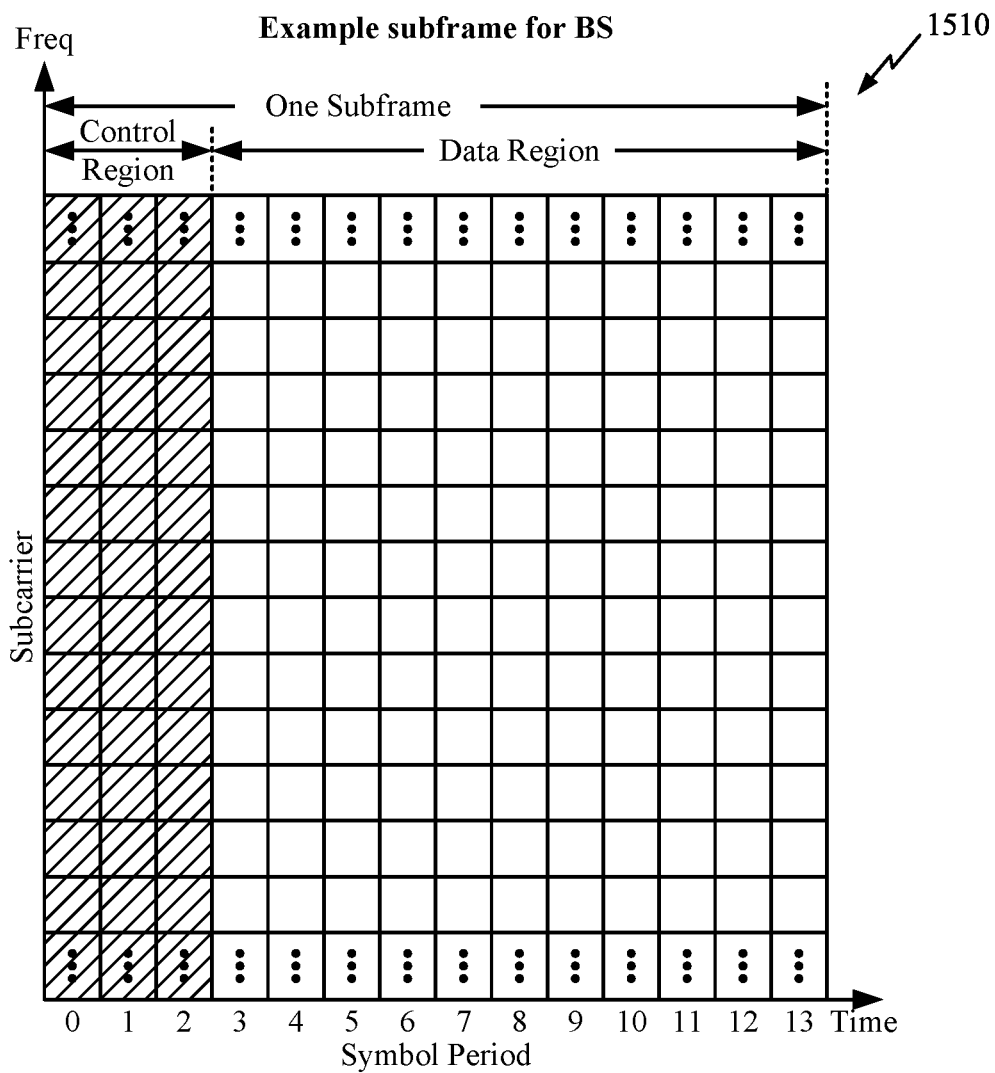 Example subframe for BS
1510
Freq
One Subframe
Control
Region
Data Region
Subcarrier
0 1 2 3 4 5 6 7 8 9 10 11 12 13 Time
Symbol Period